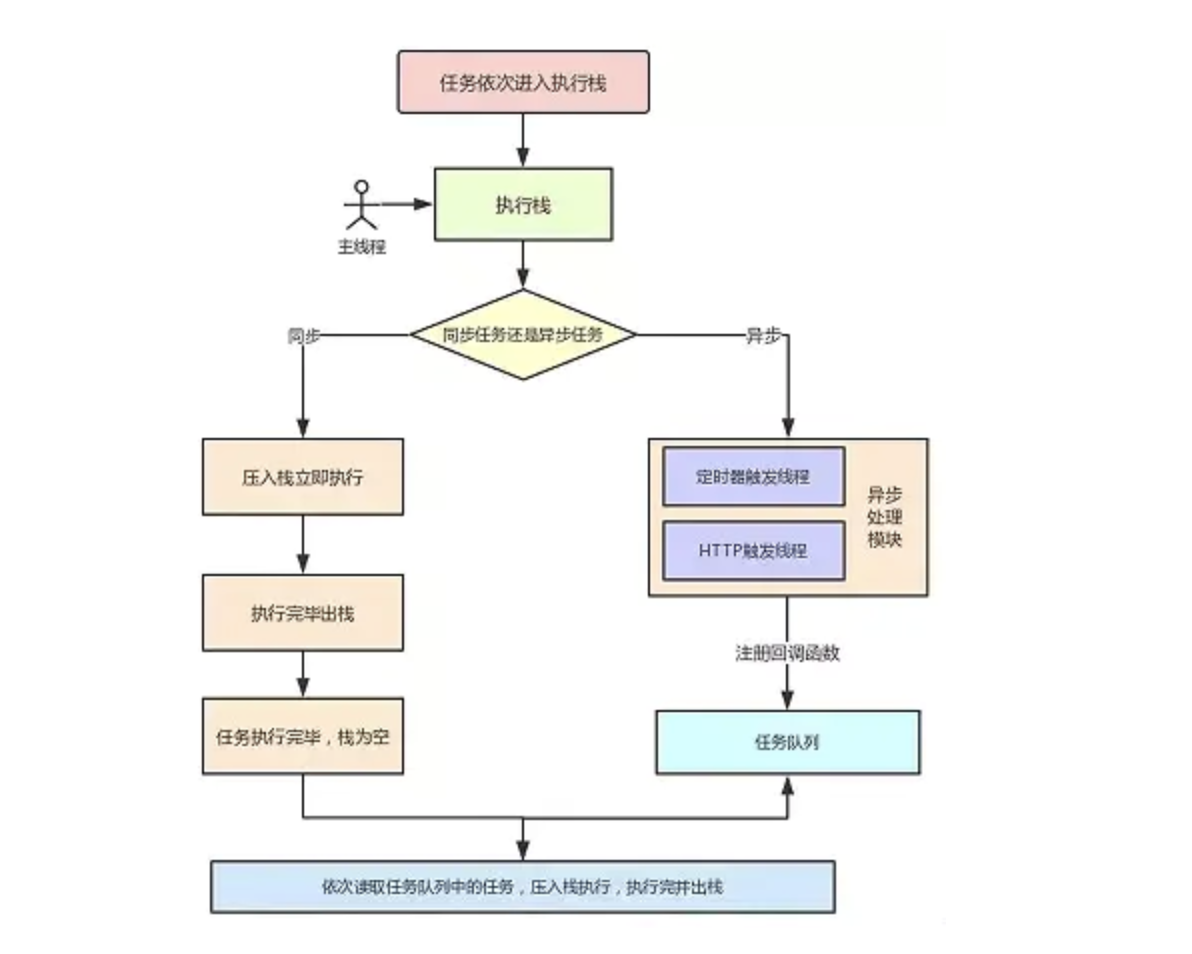 任务依次进入执行栈
执行栈
主线程
同步任务还是异步任务
同步
异步
压入栈立即执行
执行完毕出栈
任务执行完毕，栈为空
定时器触发线程
HTTP触发线程
异步
处理
模块
注册回调函数
任务队列
依次读取任务队列中的任务，压入栈执行，执行完并出栈